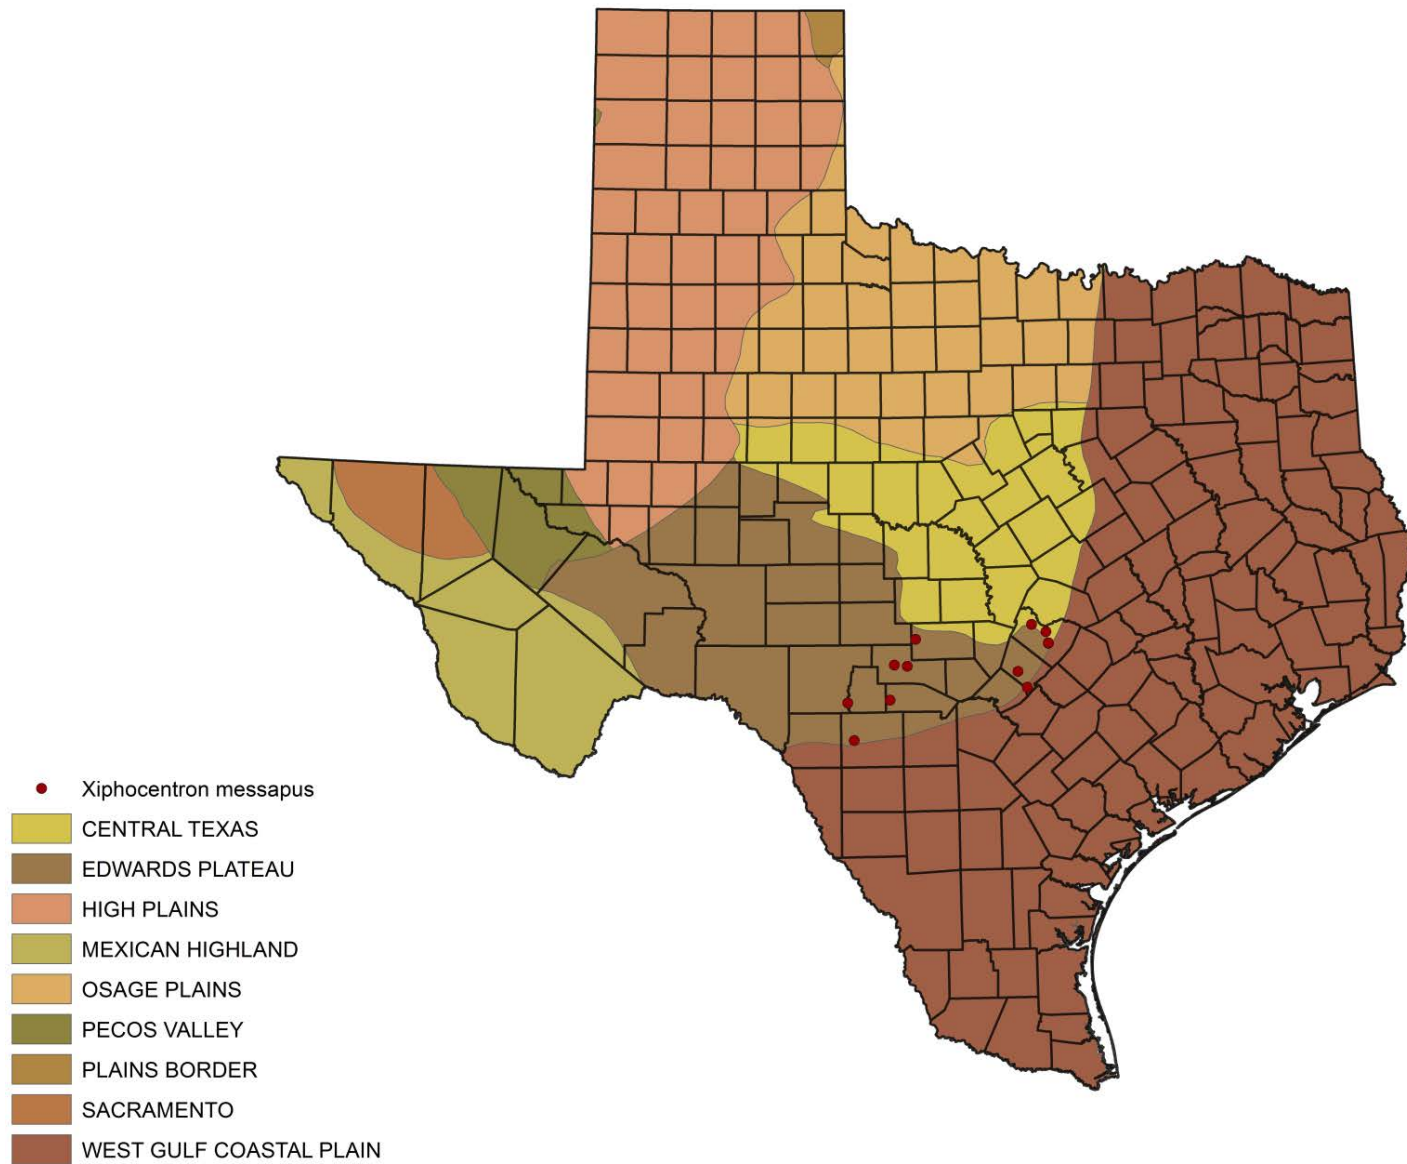 Xiphocentron messapus
CENTRAL TEXAS
EDWARDS PLATEAU
HIGH PLAINS
MEXICAN HIGHLAND
OSAGE PLAINS
PECOS VALLEY
PLAINS BORDER
SACRAMENTO
WEST GULF COASTAL PLAIN